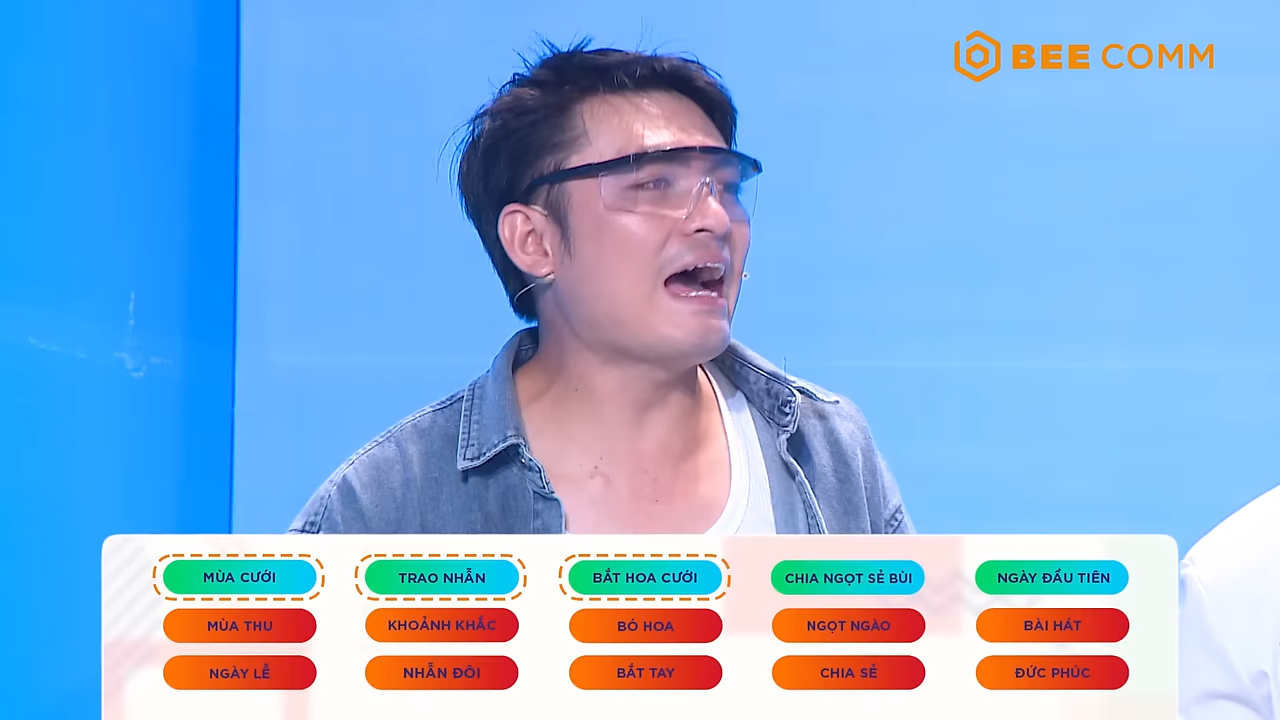 BEE COMM
MÙA CƯỚI TRAO NHẪN BẮT HOA CƯỚI CHIA NGỌT SẺ BÙI NGÀY ĐẦU TIÊN
MÙA THU KHOẢNH KHẮC BÓ HOA NGỌT NGÀO BÀI HÁT
NGÀY LỄ NHẪN ĐÔI BẮT TAY CHIA SẺ ĐỨC PHÚC